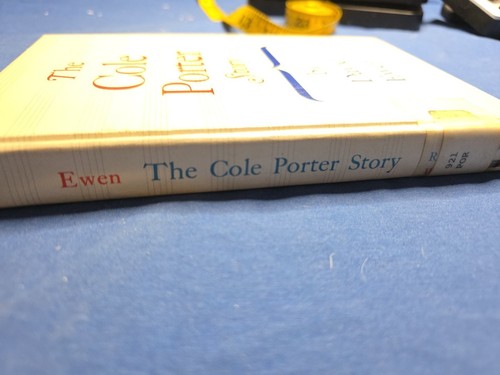 The
Cole
Porter
Story
Ewen The Cole Porter Story R 921 POR